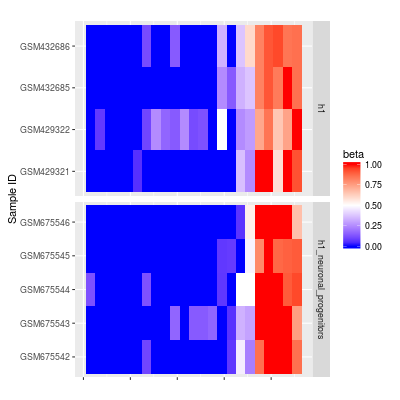 Sample ID
GSM432686
GSM432685
GSM429322
GSM429321
h1
GSM675546
GSM675545
GSM675544
GSM675543
GSM675542
h1_neuronal_progenitors
beta
1.00
0.75
0.50
0.25
0.00